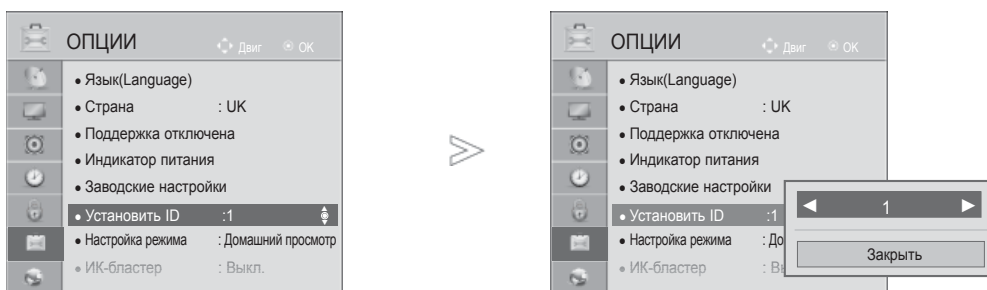 ОПЦИИ Двиг ОК
• Язык(Language)
• Страна : UK
• Поддержка отключена
• Индикатор питания
• Заводские настройки
• Установить ID :1
• Настройка режима : Домашний просмотр
• ИК-бластер : Выкл.
ОПЦИИ Двиг ОК
• Язык(Language)
• Страна : UK
• Поддержка отключена
• Индикатор питания
• Заводские настройки
• Установить ID :1
• Настройка режима : До
• ИК-бластер : Вы
◄ 1 ►
Закрыть